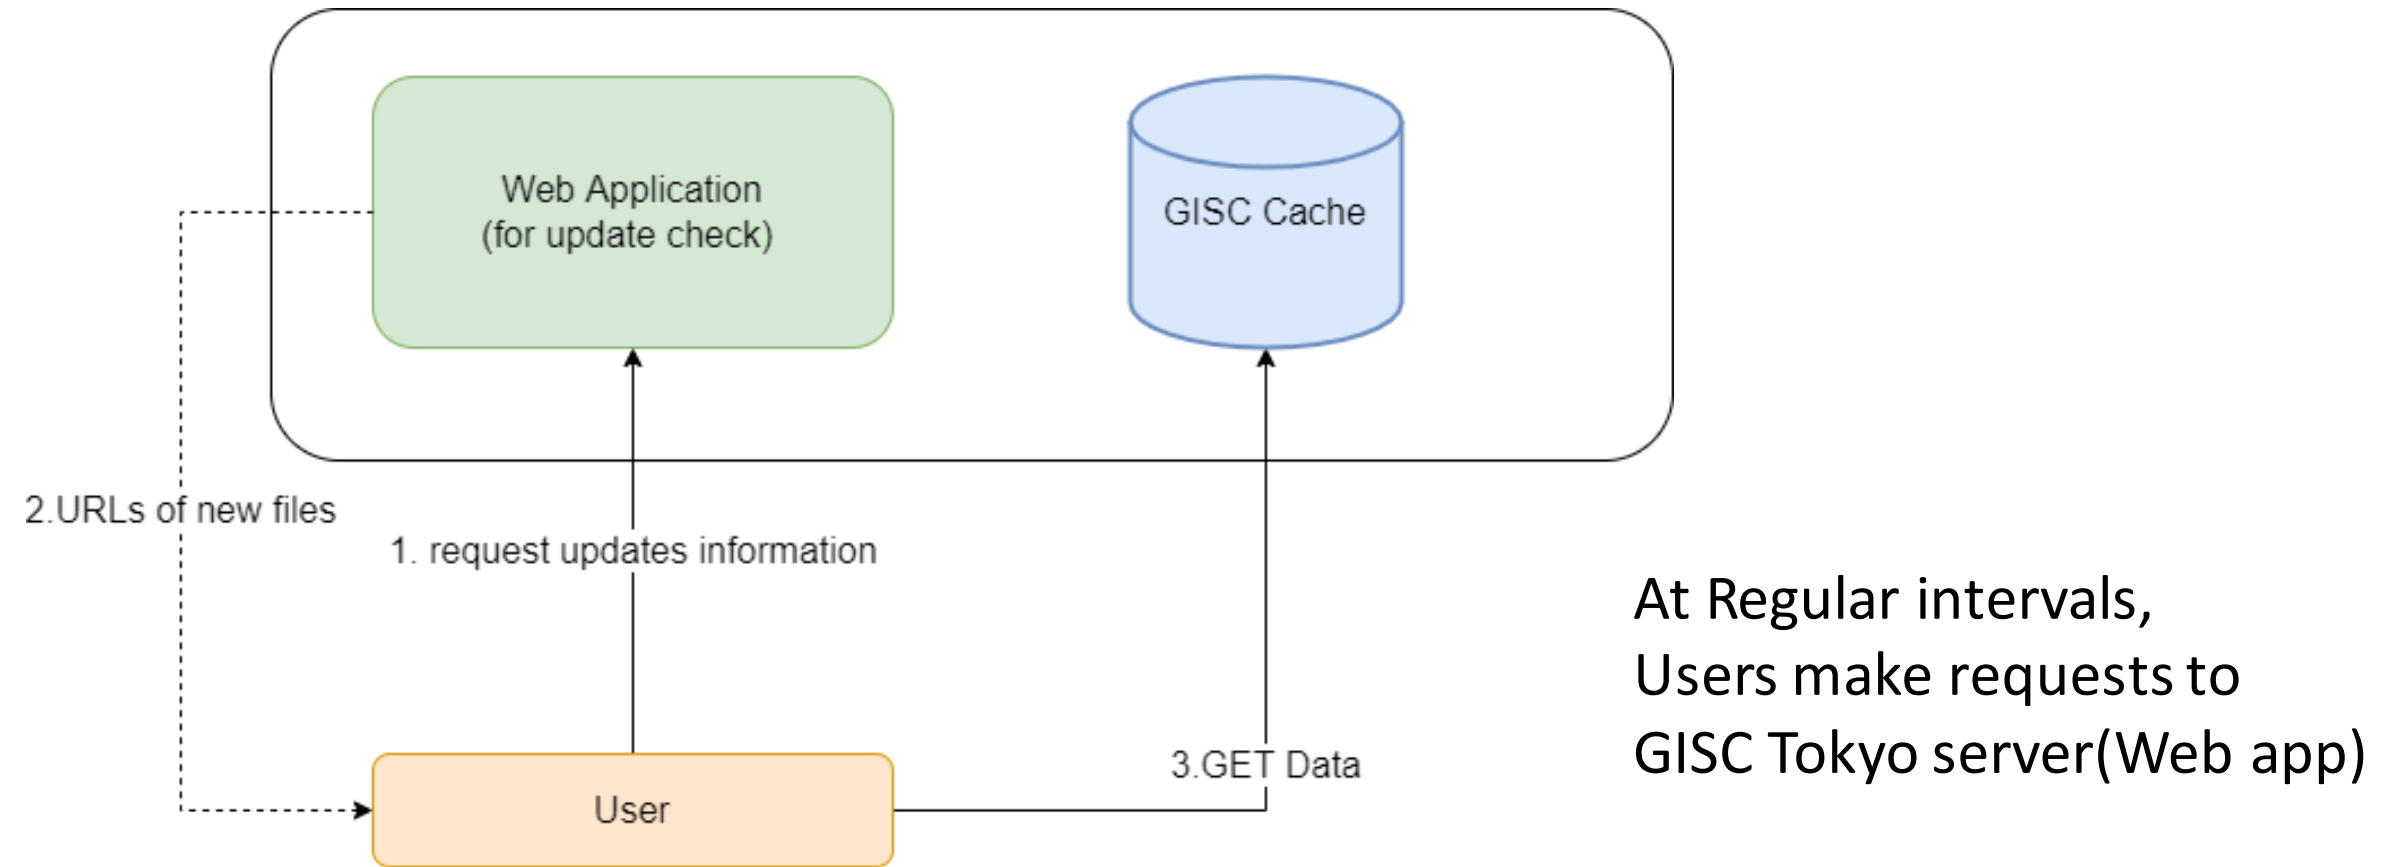 Web Application
(for update check)
GISC Cache
2.URLs of new files
1. request updates information
At Regular intervals,
Users make requests to
GISC Tokyo server(Web app)
3.GET Data
User